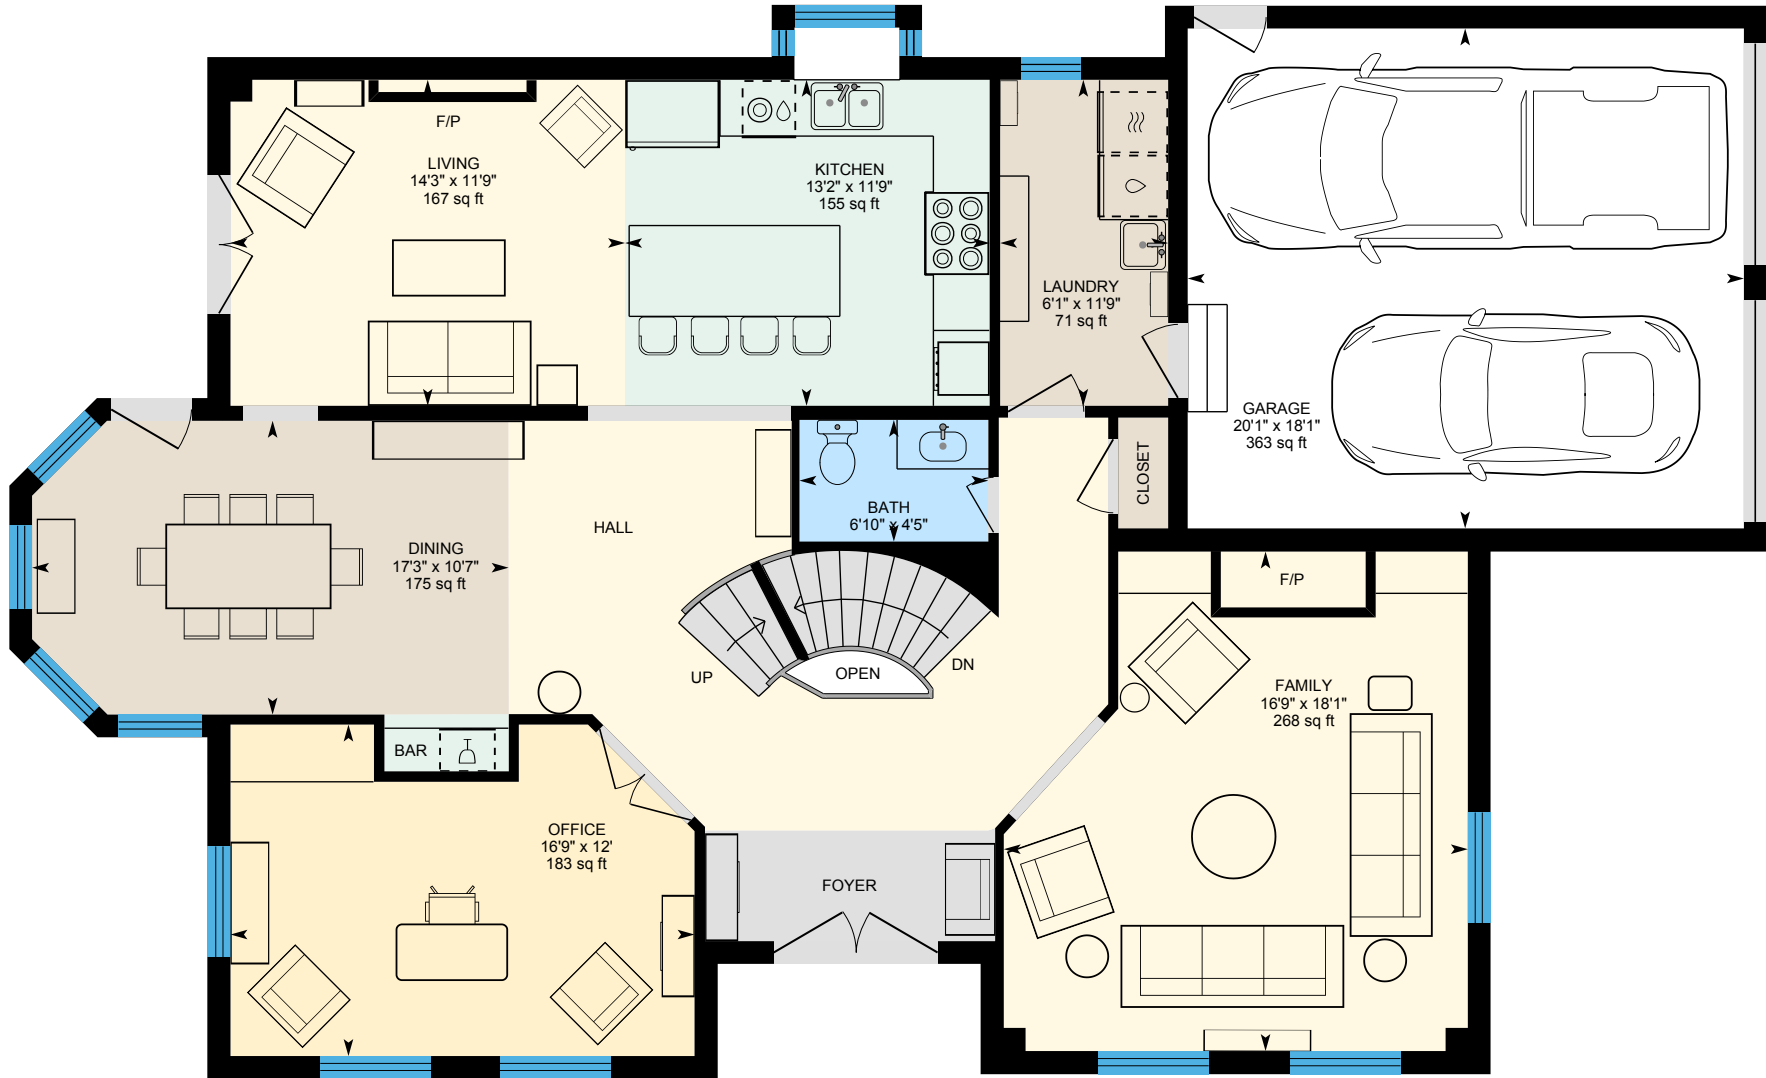 F/P
LIVING
14'3" x 11'9"
167 sq ft
KITCHEN
13'2" x 11'9"
155 sq ft
LAUNDRY
6'1" x 11'9"
71 sq ft
GARAGE
20'1" x 18'1"
363 sq ft
CLOSET
BATH
6'10" x 4'5"
HALL
DINING
17'3" x 10'7"
175 sq ft
F/P
UP
OPEN
DN
FAMILY
16'9" x 18'1"
268 sq ft
BAR
OFFICE
16'9" x 12'
183 sq ft
FOYER